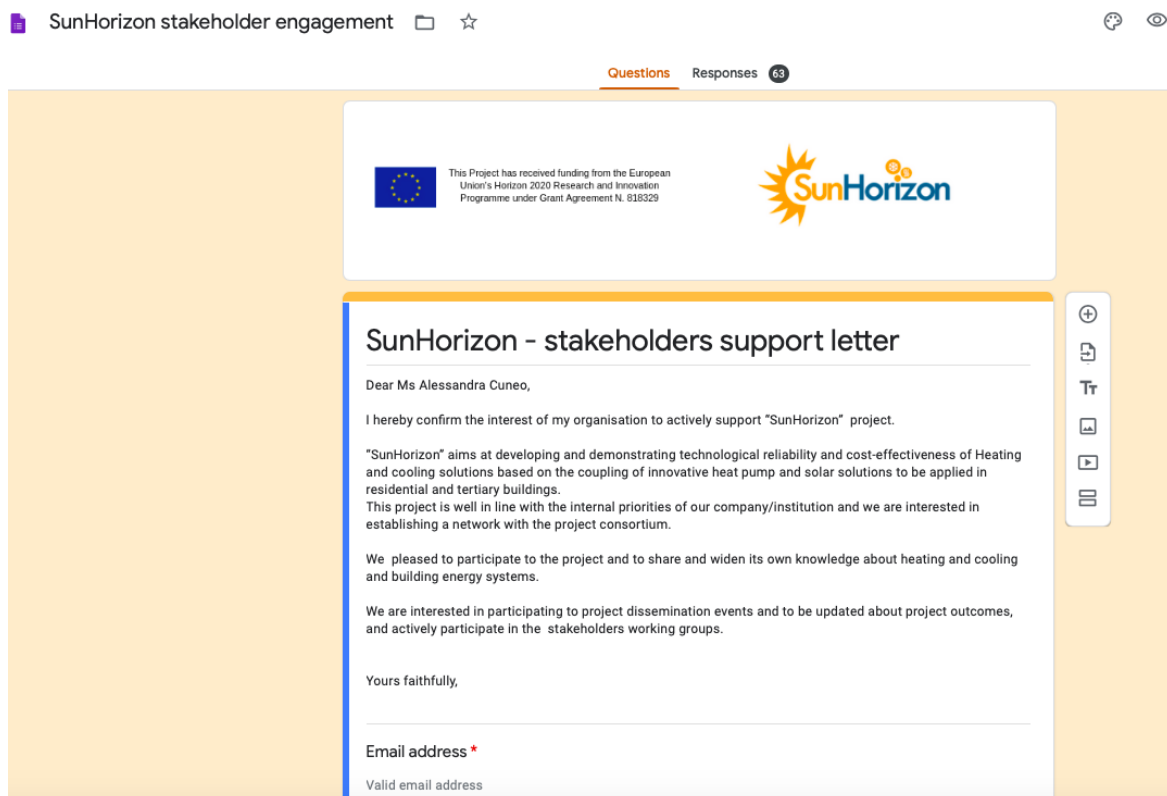 SunHorizon stakeholder engagement
Questions Responses 63
This Project has received funding from the European
Union's Horizon 2020 Research and Innovation
Programme under Grant Agreement N. 818329
SunHorizon
SunHorizon - stakeholders support letter
Dear Ms Alessandra Cuneo,
I hereby confirm the interest of my organisation to actively support "SunHorizon" project.
"SunHorizon" aims at developing and demonstrating technological reliability and cost-effectiveness of Heating
and cooling solutions based on the coupling of innovative heat pump and solar solutions to be applied in
residential and tertiary buildings.
This project is well in line with the internal priorities of our company/institution and we are interested in
establishing a network with the project consortium.
We pleased to participate to the project and to share and widen its own knowledge about heating and cooling
and building energy systems.
We are interested in participating to project dissemination events and to be updated about project outcomes,
and actively participate in the stakeholders working groups.
Yours faithfully,
Email address *
Valid email address
Tт